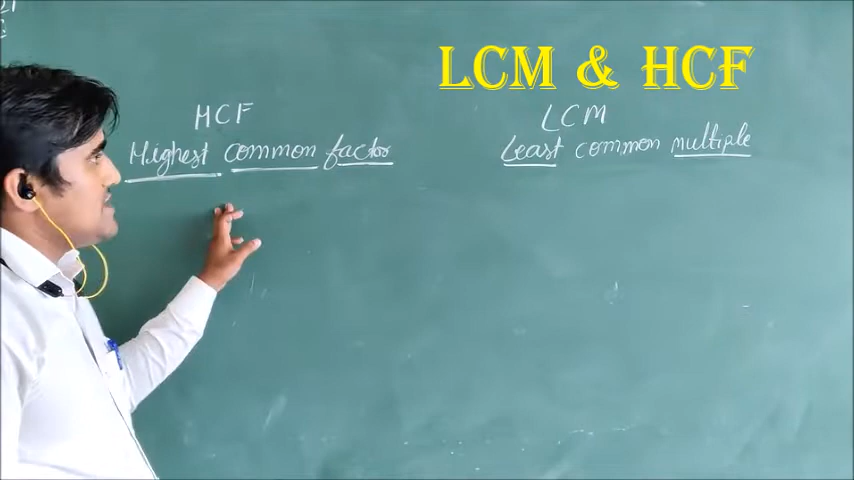 LCM & HCF
HCF
Highest common factor
LCM
Least common multiple